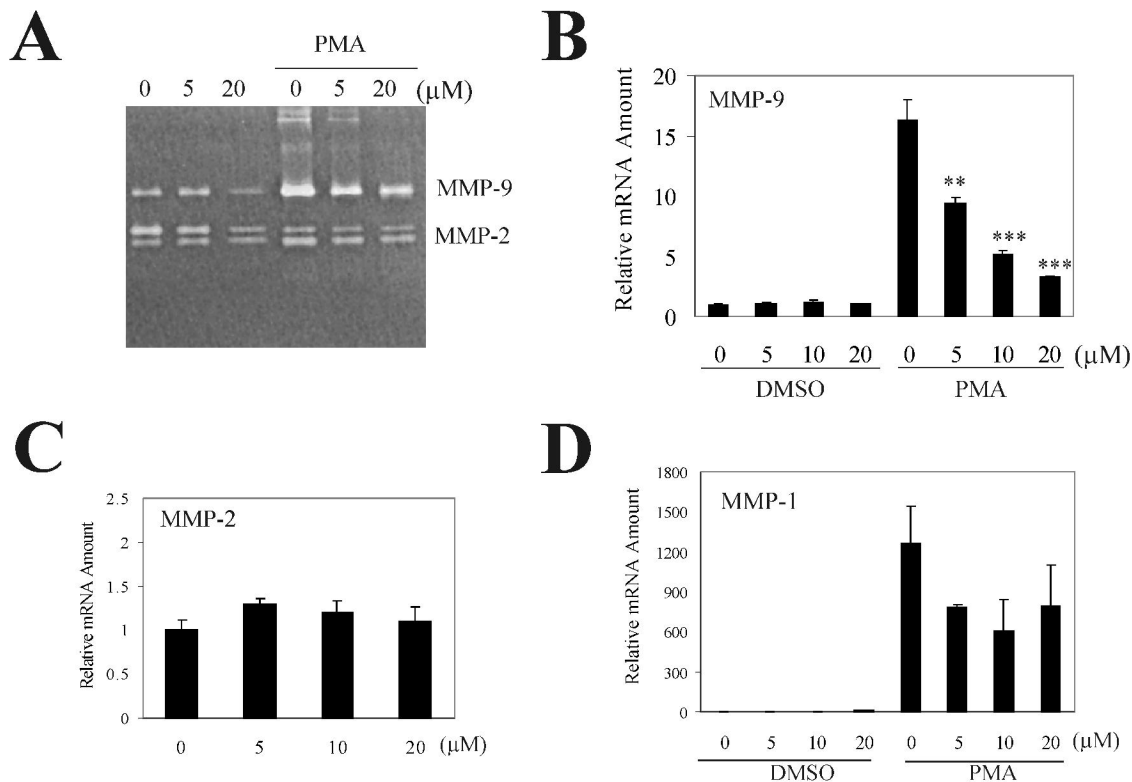 A
PMA
0 5 20 0 5 20 (μM)
MMP-9
MMP-2
B
MMP-9
Relative mRNA Amount
20
15
10
5
0
**
***
***
0 5 10 20 0 5 10 20 (μM)
DMSO PMA
C
MMP-2
Relative mRNA Amount
2.5
2
1.5
1
0.5
0
0 5 10 20 (μM)
D
MMP-1
Relative mRNA Amount
1800
1500
1200
900
600
300
0
0 5 10 20 0 5 10 20 (μM)
DMSO PMA